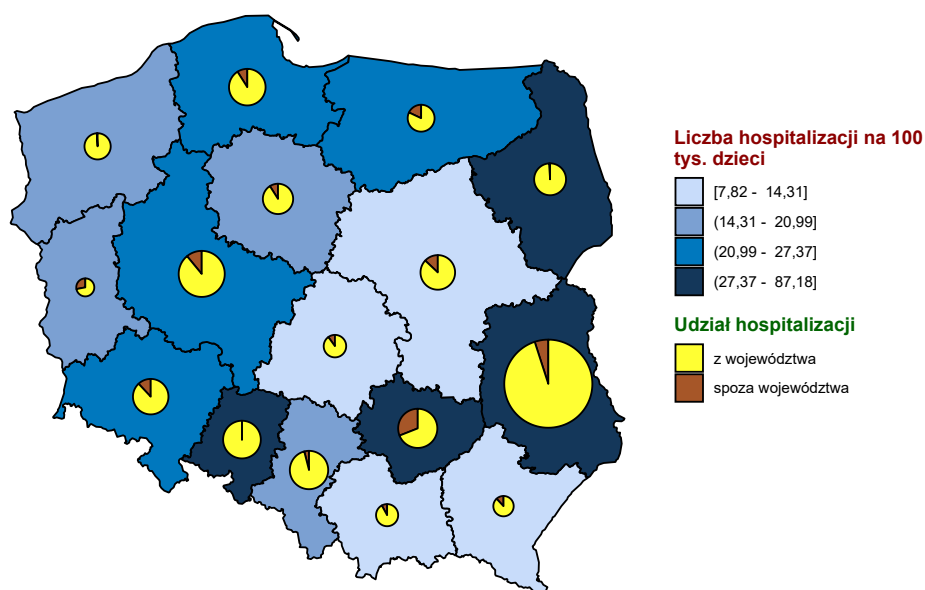 Liczba hospitalizacji na 100
tys. dzieci
[7,82 - 14,31]
(14,31 - 20,99]
(20,99 - 27,37]
(27,37 - 87,18]
Udział hospitalizacji
z województwa
spoza województwa